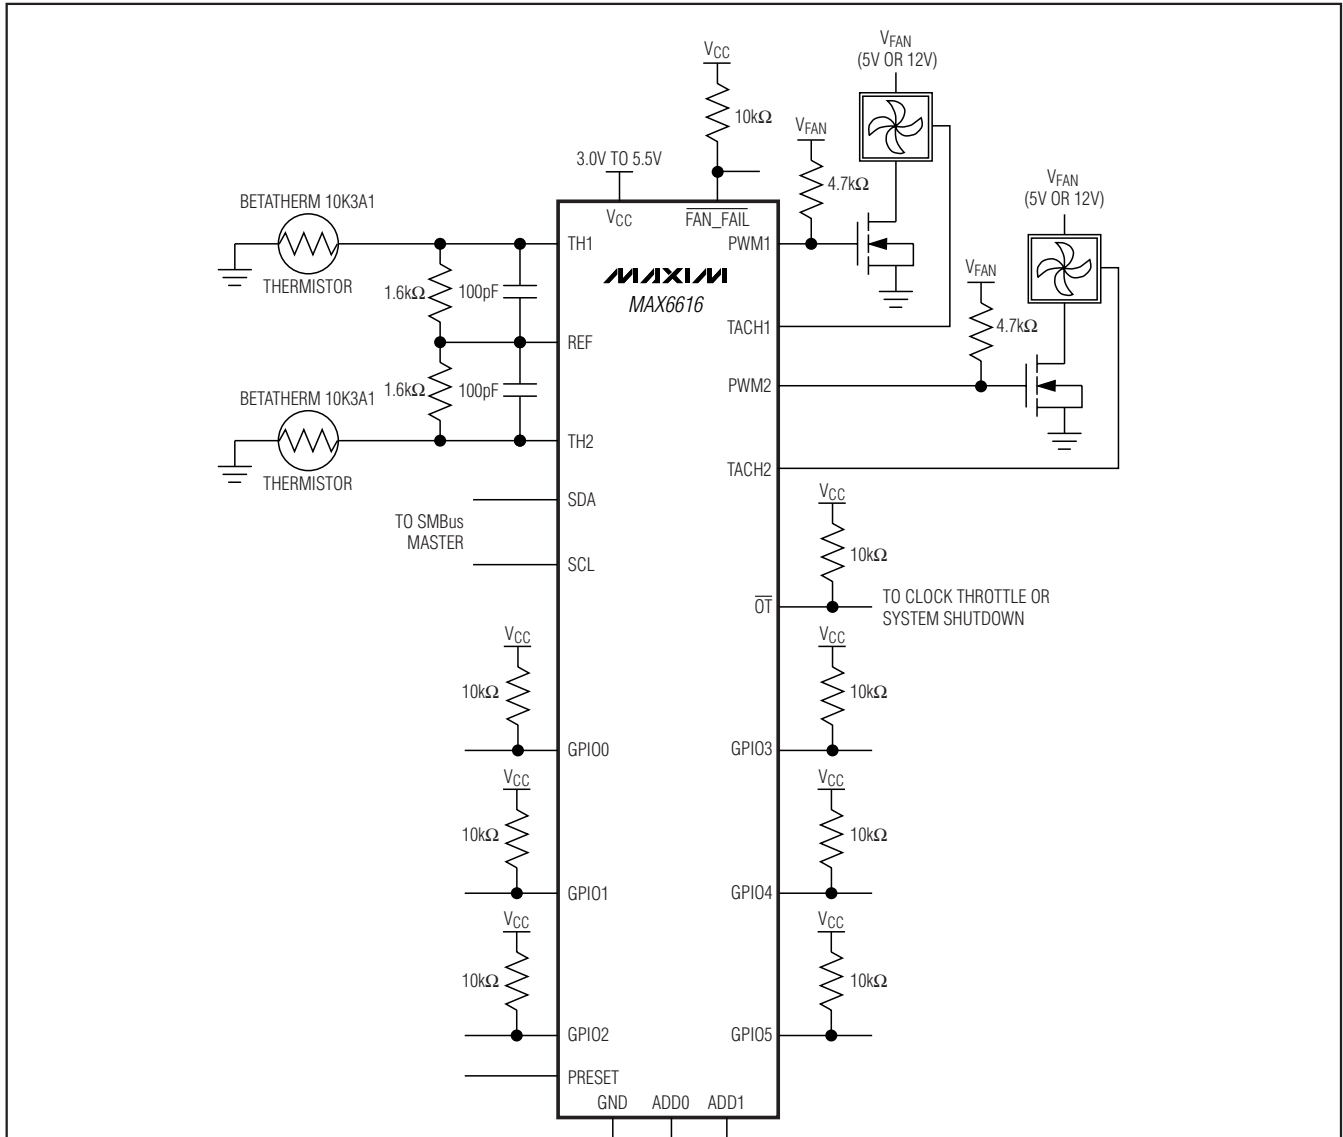 VCC
VFAN
(5V OR 12V)
10kΩ
VFAN
3.0V TO 5.5V
4.7kΩ
VFAN
(5V OR 12V)
BETATHERM 10K3A1
THERMISTOR
VCC
FAN_FAIL
TH1
PWM1
MAXIM
MAX6616
VFAN
1.6kΩ
100pF
TACH1
4.7kΩ
REF
1.6kΩ
100pF
PWM2
BETATHERM 10K3A1
THERMISTOR
TH2
TACH2
SDA
TO SMBus
MASTER
SCL
VCC
10kΩ
OT
TO CLOCK THROTTLE OR
SYSTEM SHUTDOWN
VCC
10kΩ
GPIO0
VCC
10kΩ
GPIO3
VCC
10kΩ
GPIO1
VCC
10kΩ
GPIO4
VCC
10kΩ
GPIO2
VCC
10kΩ
GPIO5
PRESET
GND
ADD0
ADD1